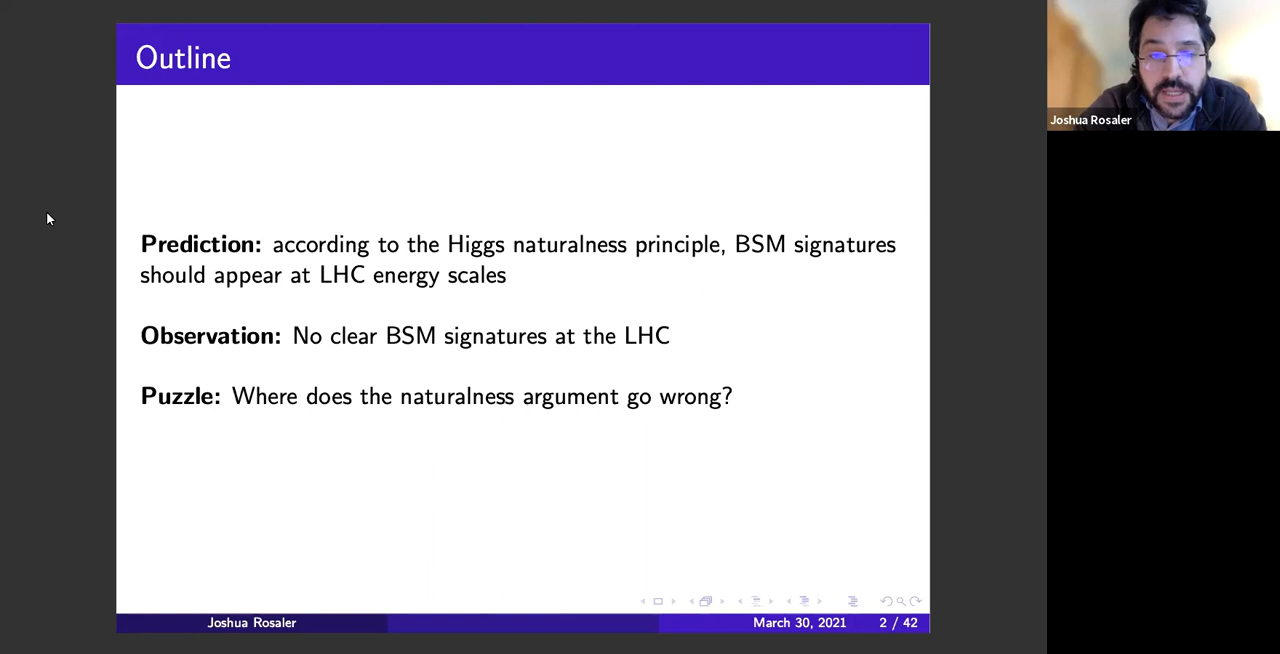 Outline
Joshua Rosaler
Prediction: according to the Higgs naturalness principle, BSM signatures
should appear at LHC energy scales
Observation: No clear BSM signatures at the LHC
Puzzle: Where does the naturalness argument go wrong?
Joshua Rosaler
March 30, 2021
2 / 42